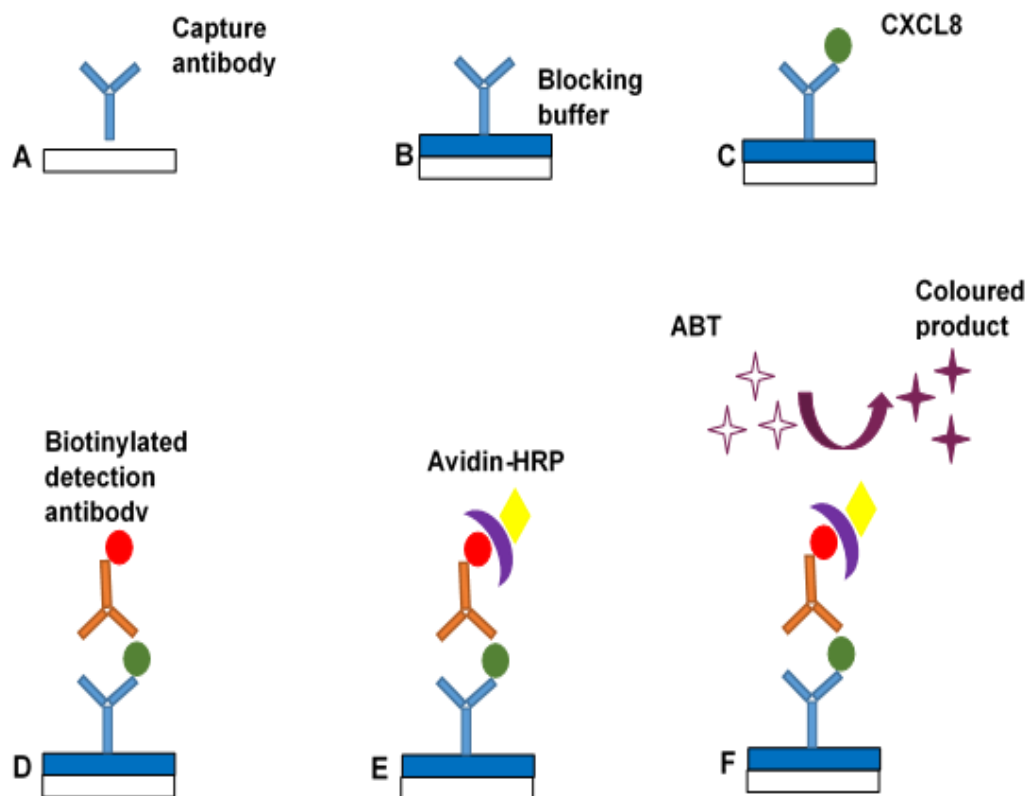 Capture
antibody
A
Blocking
buffer
B
CXCL8
C
Biotinylated
detection
antibody
D
Avidin-HRP
E
ABT
Coloured
product
F